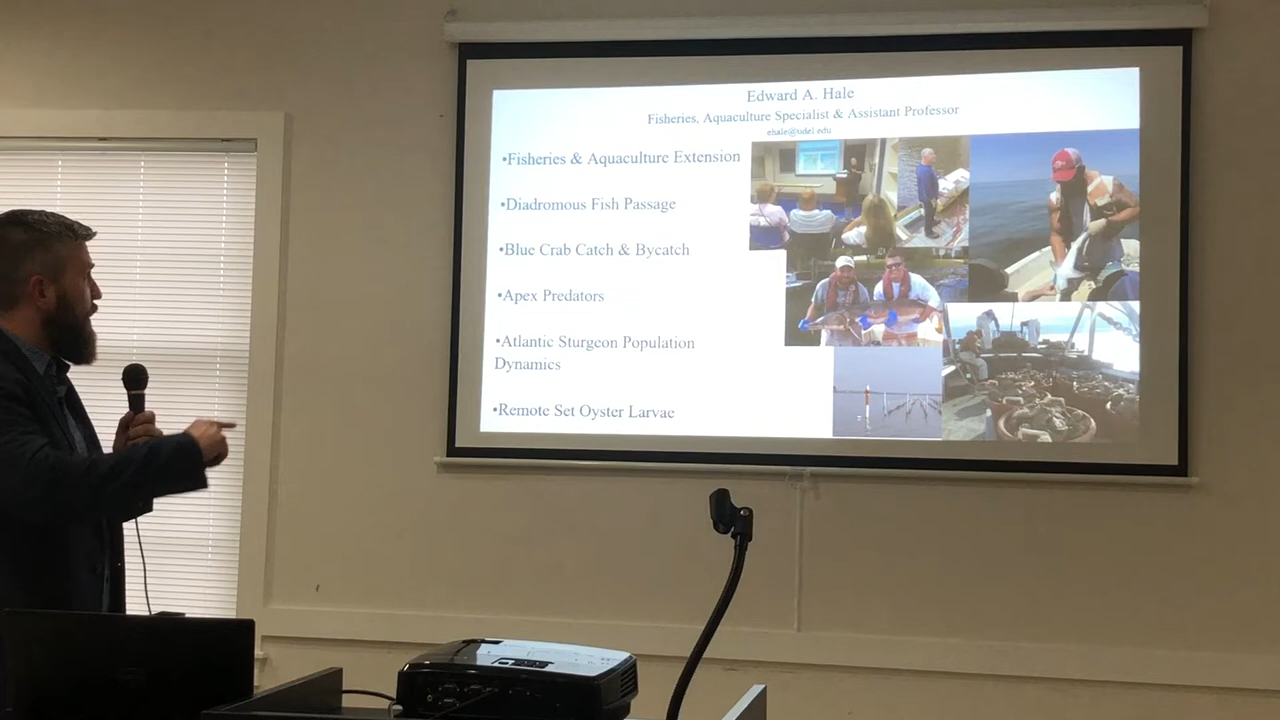 Edward A. Hale
Fisheries, Aquaculture Specialist & Assistant Professor
ehale@udel.edu
•Fisheries & Aquaculture Extension
•Diadromous Fish Passage
•Blue Crab Catch & Bycatch
•Apex Predators
•Atlantic Sturgeon Population
Dynamics
•Remote Set Oyster Larvae